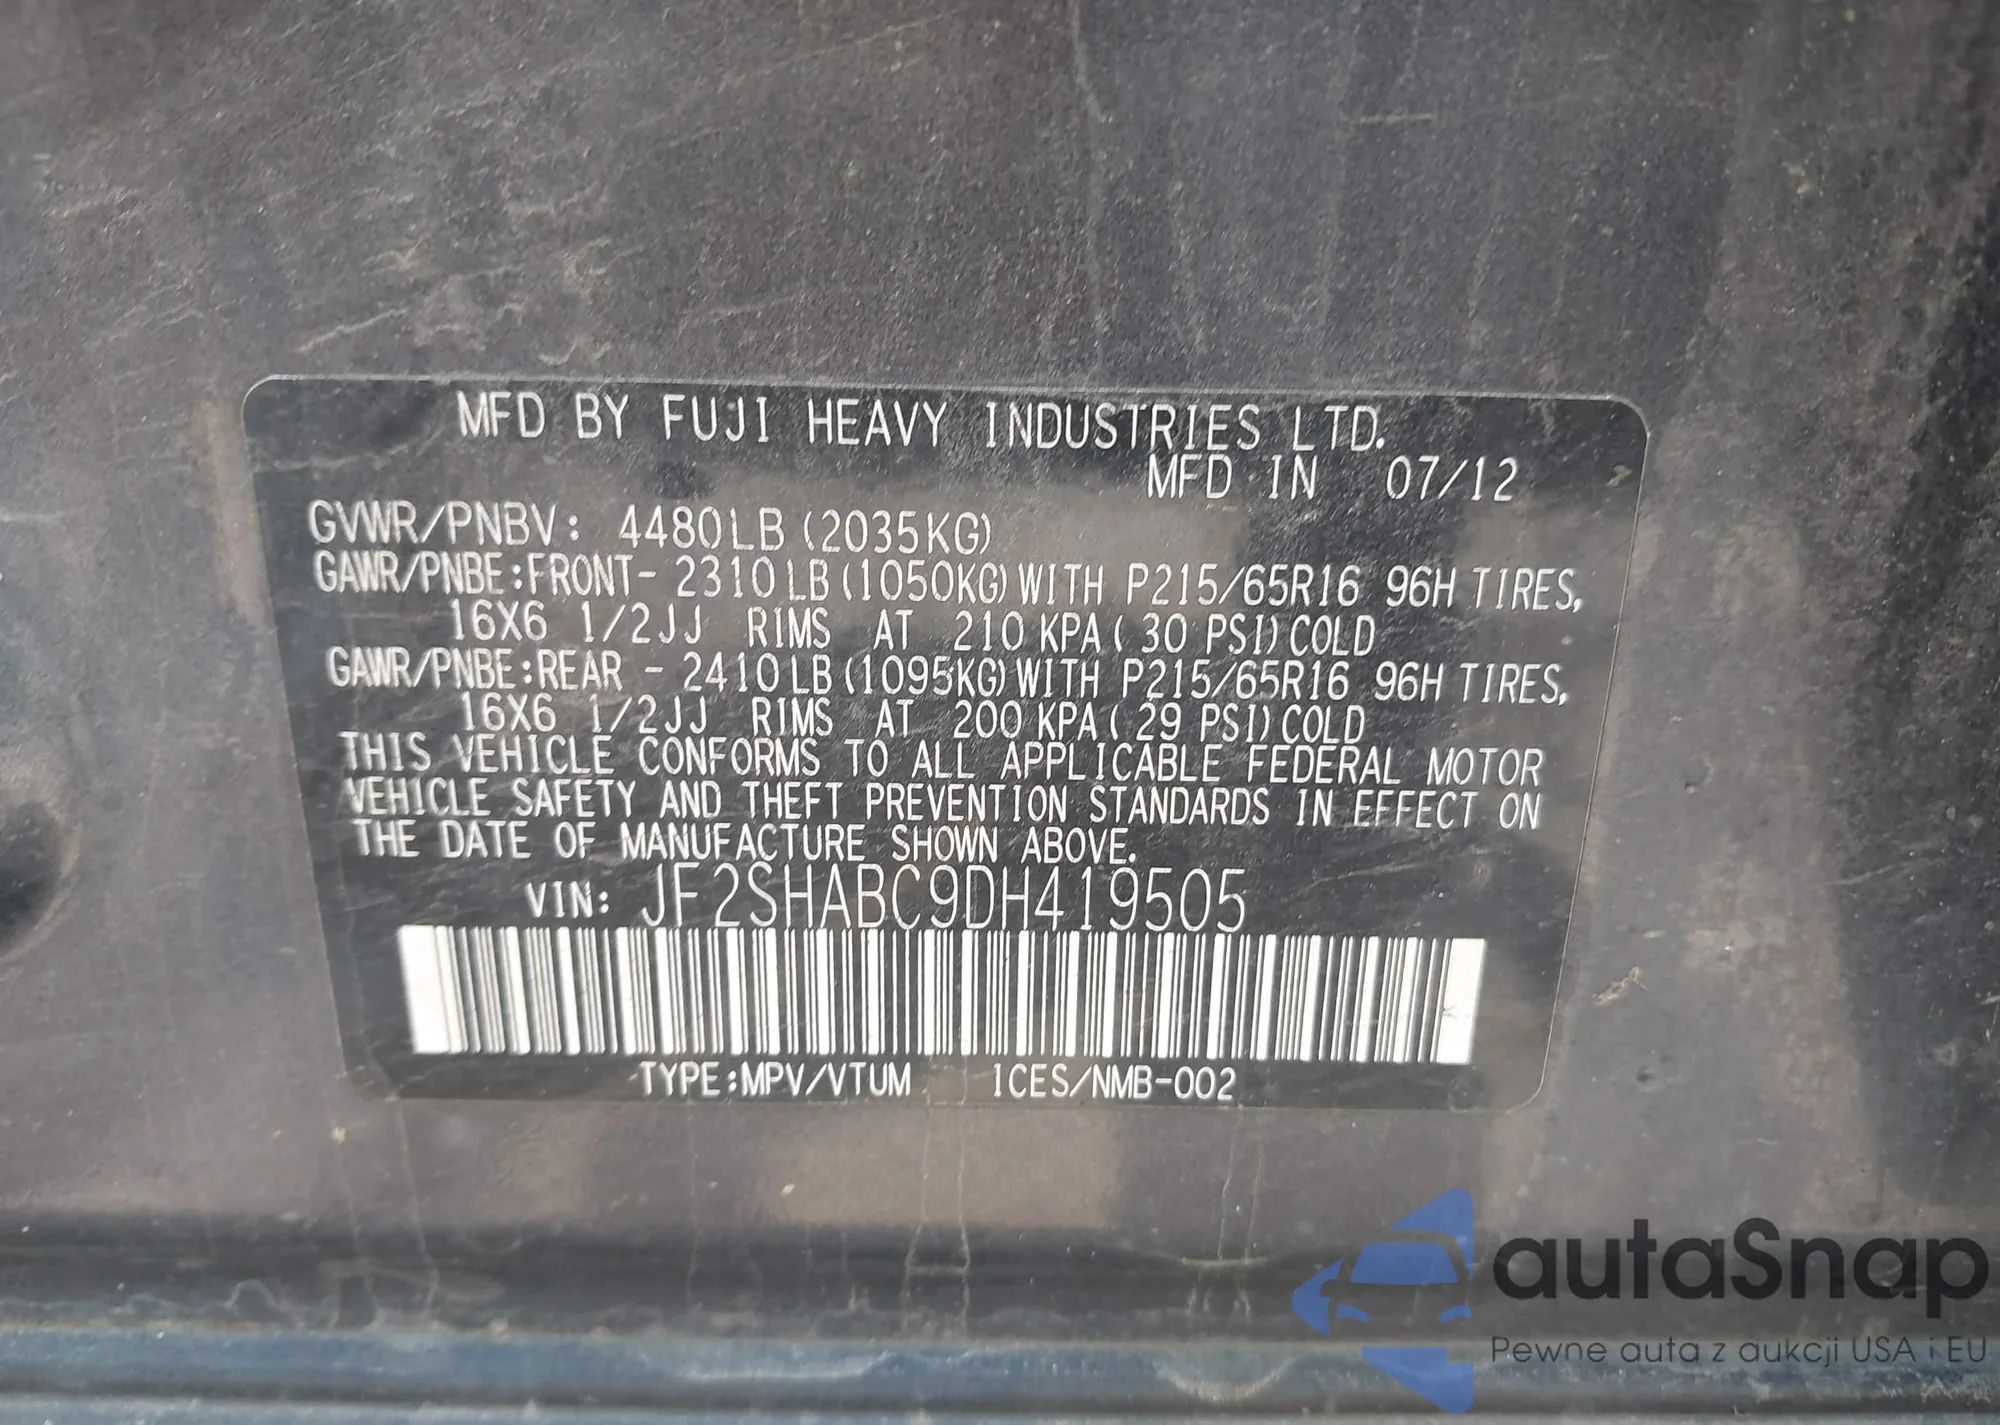 MFD BY FUJI HEAVY INDUSTRIES LTD.
MFD IN 07/12
GVWR/PNBV: 4480LB (2035KG)
GAWR/PNBE:FRONT- 2310LB(1050KG)WITH P215/65R16 96H TIRES,
16X6 1/2JJ RIMS AT 210 KPA( 30 PSI)COLD
GAWR/PNBE:REAR - 2410LB(1095KG)WITH P215/65R16 96H TIRES,
16X6 1/2JJ RIMS AT 200 KPA( 29 PSI)COLD
THIS VEHICLE CONFORMS TO ALL APPLICABLE FEDERAL MOTOR
VEHICLE SAFETY AND THEFT PREVENTION STANDARDS IN EFFECT ON
THE DATE OF MANUFACTURE SHOWN ABOVE.
VIN: JF2SHABC9DH419505
TYPE:MPV/VTUM ICES/NMB-002
autaSnap
Pewne auta z aukcji USA i EU